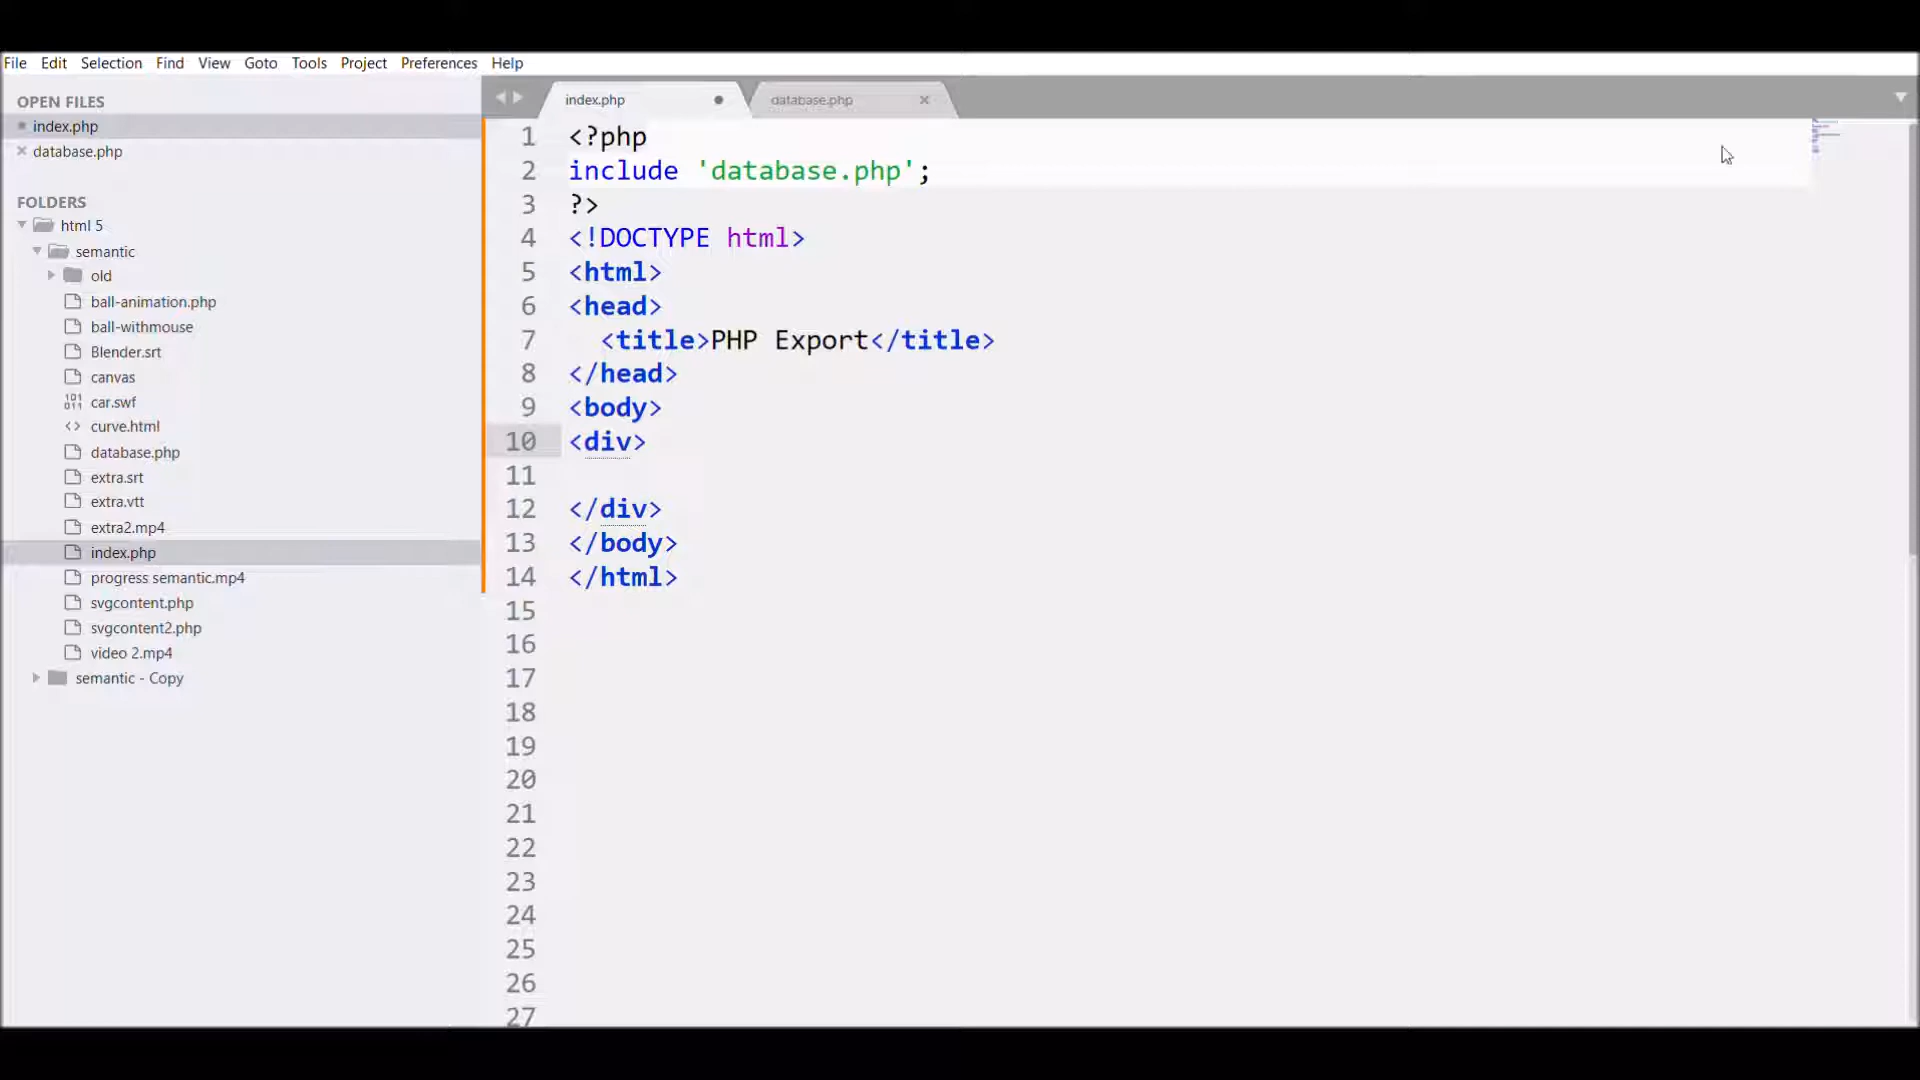 File Edit Selection Find View Goto Tools Project Preferences Help
OPEN FILES
index.php
database.php
FOLDERS
html 5
semantic
old
ball-animation.php
ball-withmouse
Blender.srt
canvas
car.swf
curve.html
database.php
extra.srt
extra.vtt
extra2.mp4
index.php
progress semantic.mp4
svgcontent.php
svgcontent2.php
video 2.mp4
semantic - Copy
index.php database.php
1 <?php
2 include 'database.php';
3 ?>
4 <!DOCTYPE html>
5 <html>
6 <head>
7 <title>PHP Export</title>
8 </head>
9 <body>
10 <div>
11
12 </div>
13 </body>
14 </html>
15
16
17
18
19
20
21
22
23
24
25
26
27